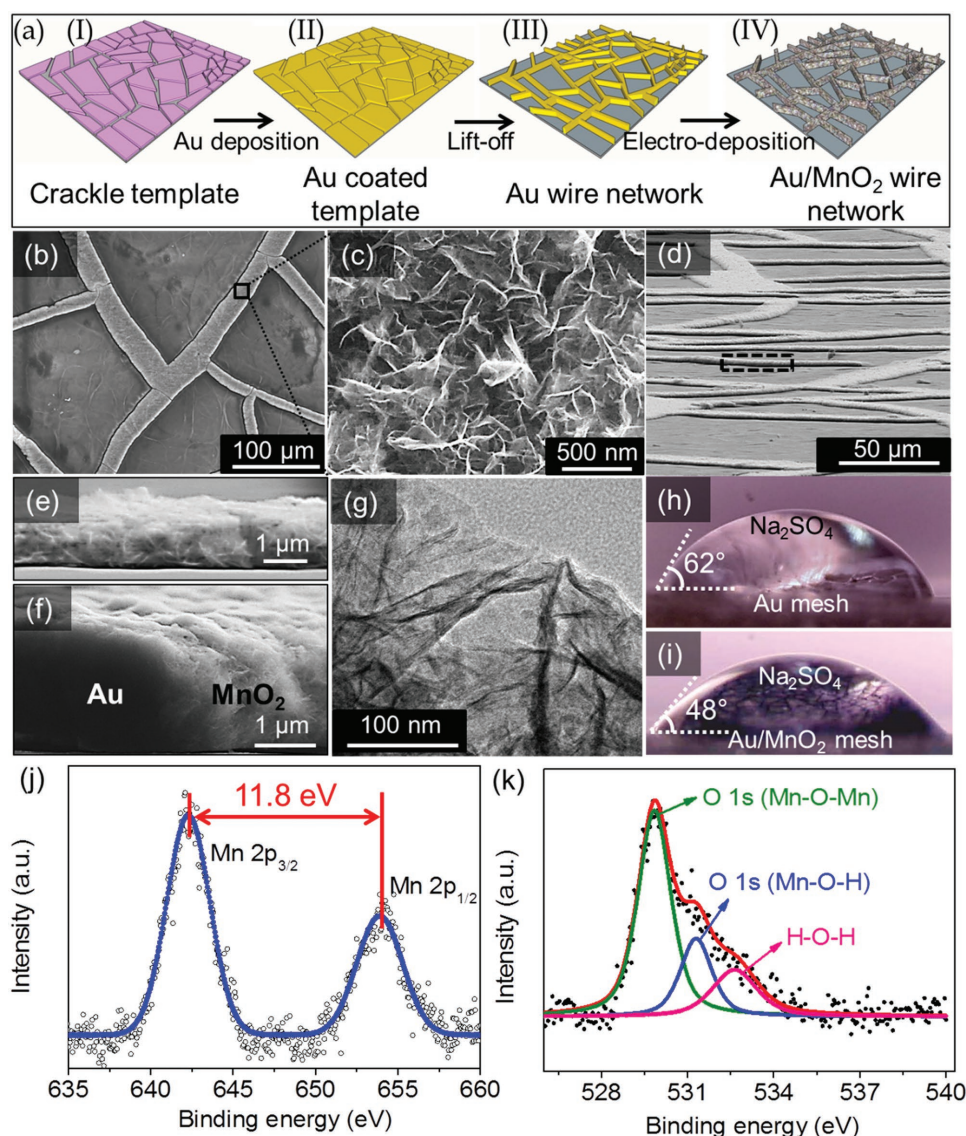 (a) (I) (II) (III) (IV)
Au deposition Lift-off Electro-deposition
Crackle template
Au coated
template
Au wire network
Au/MnO₂ wire
network
(b)
100 µm
(c)
500 nm
(d)
50 µm
(e)
1 µm
(f)
Au
MnO₂
1 µm
(g)
100 nm
(h)
Na₂SO₄
62°
Au mesh
(i)
Na₂SO₄
48°
Au/MnO₂ mesh
(j)
11.8 eV
Mn 2p₃/₂
Mn 2p₁/₂
Intensity (a.u.)
635 640 645 650 655 660
Binding energy (eV)
(k)
O 1s (Mn-O-Mn)
O 1s (Mn-O-H)
H-O-H
Intensity (a.u.)
528 531 534 537 540
Binding energy (eV)